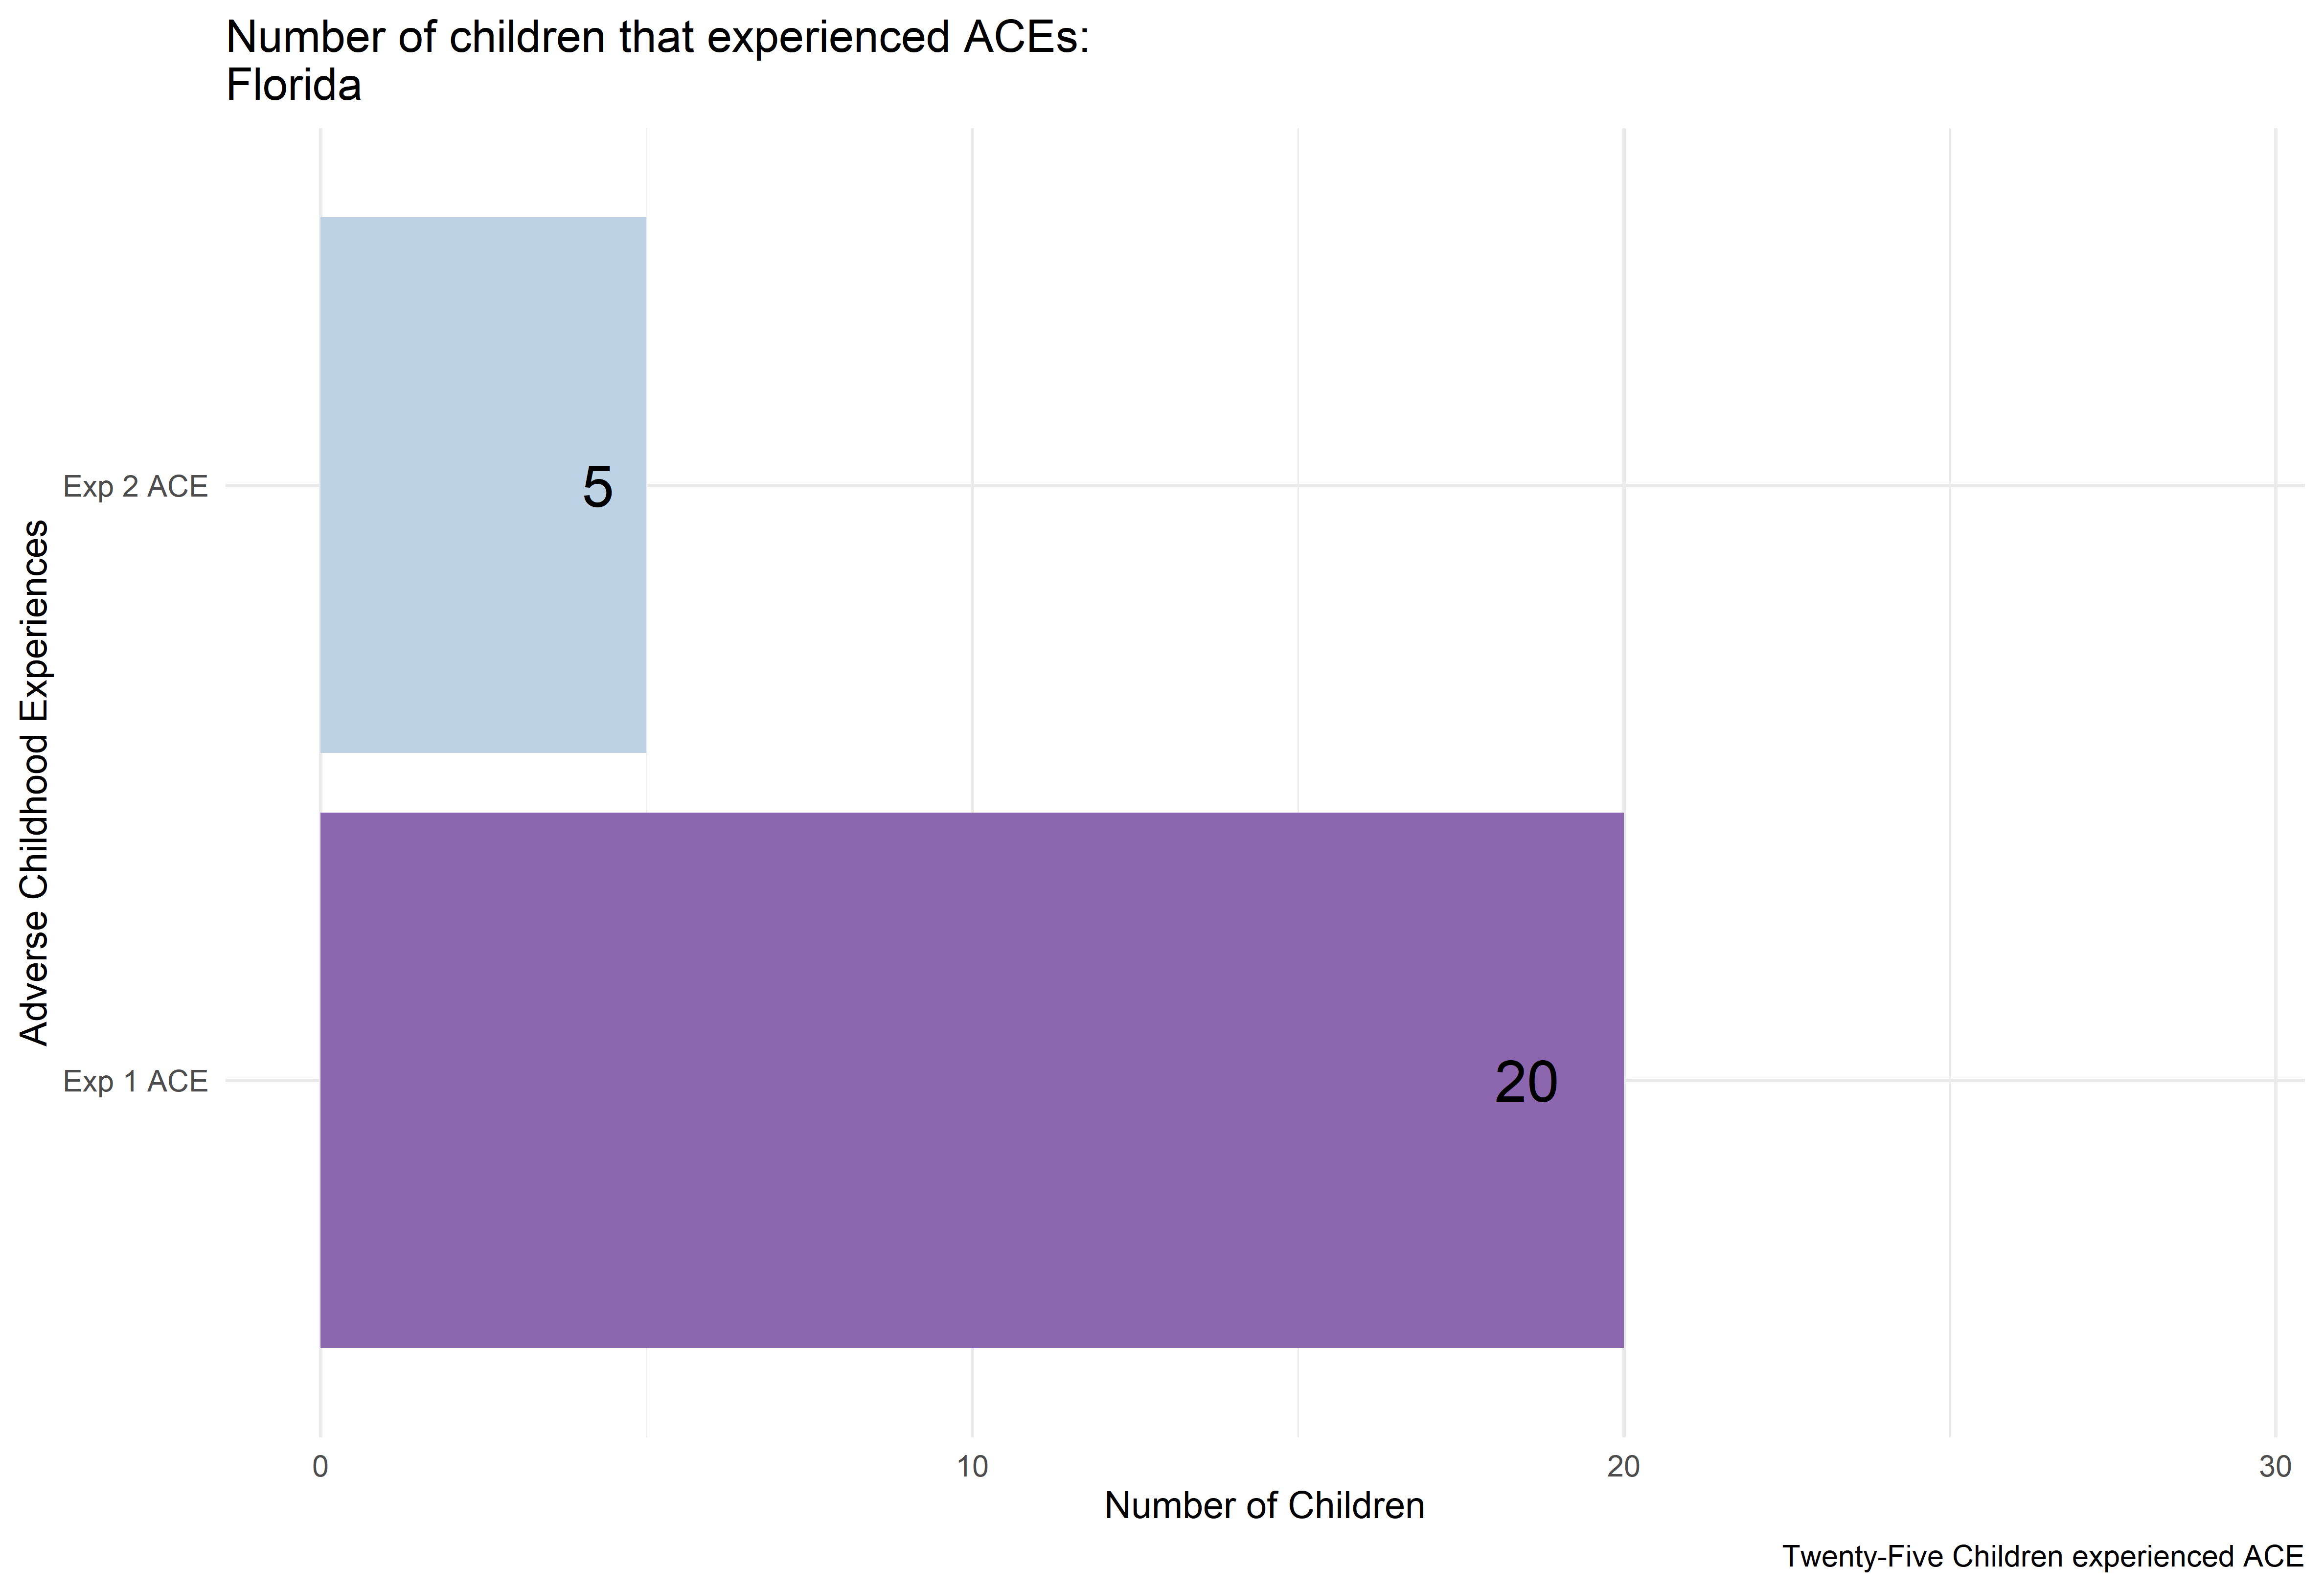 Number of children that experienced ACEs:
Florida
Adverse Childhood Experiences
Exp 2 ACE
5
Exp 1 ACE
20
0
10
20
30
Number of Children
Twenty-Five Children experienced ACE